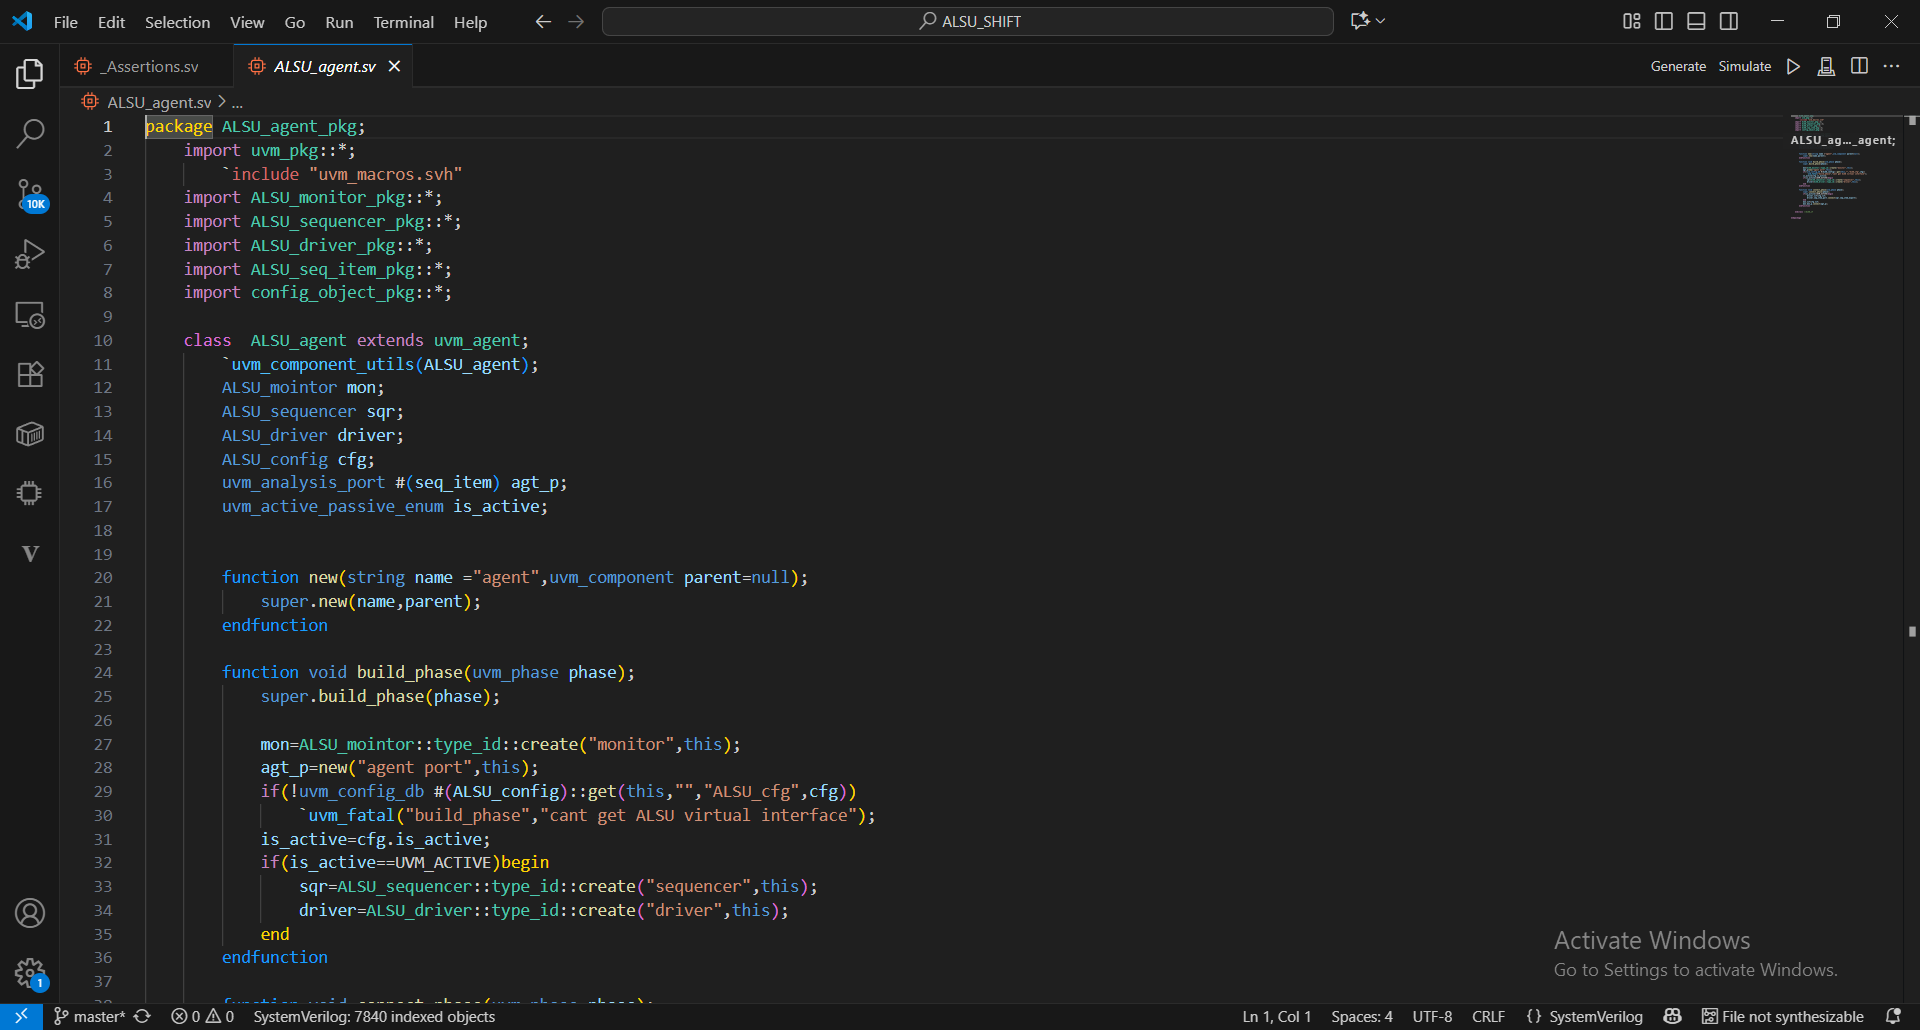 File Edit Selection View Go Run Terminal Help
ALSU_SHIFT
_Assertions.sv
ALSU_agent.sv
Generate Simulate
ALSU_agent.sv > ...
10K
1 package ALSU_agent_pkg;
2 import uvm_pkg::*;
3 `include "uvm_macros.svh"
4 import ALSU_monitor_pkg::*;
5 import ALSU_sequencer_pkg::*;
6 import ALSU_driver_pkg::*;
7 import ALSU_seq_item_pkg::*;
8 import config_object_pkg::*;
9
10 class  ALSU_agent extends uvm_agent;
11 `uvm_component_utils(ALSU_agent);
12 ALSU_mointor mon;
13 ALSU_sequencer sqr;
14 ALSU_driver driver;
15 ALSU_config cfg;
16 uvm_analysis_port #(seq_item) agt_p;
17 uvm_active_passive_enum is_active;
18
19
20 function new(string name ="agent",uvm_component parent=null);
21 super.new(name,parent);
22 endfunction
23
24 function void build_phase(uvm_phase phase);
25 super.build_phase(phase);
26
27 mon=ALSU_mointor::type_id::create("monitor",this);
28 agt_p=new("agent port",this);
29 if(!uvm_config_db #(ALSU_config)::get(this,"","ALSU_cfg",cfg))
30 `uvm_fatal("build_phase","cant get ALSU virtual interface");
31 is_active=cfg.is_active;
32 if(is_active==UVM_ACTIVE)begin
33 sqr=ALSU_sequencer::type_id::create("sequencer",this);
34 driver=ALSU_driver::type_id::create("driver",this);
35 end
36 endfunction
37
38 function void connect_phase(uvm_phase phase);
ALSU_ag..._agent;
V
1
Activate Windows
Go to Settings to activate Windows.
master* 0 0 SystemVerilog: 7840 indexed objects
Ln 1, Col 1 Spaces: 4 UTF-8 CRLF {} SystemVerilog File not synthesizable